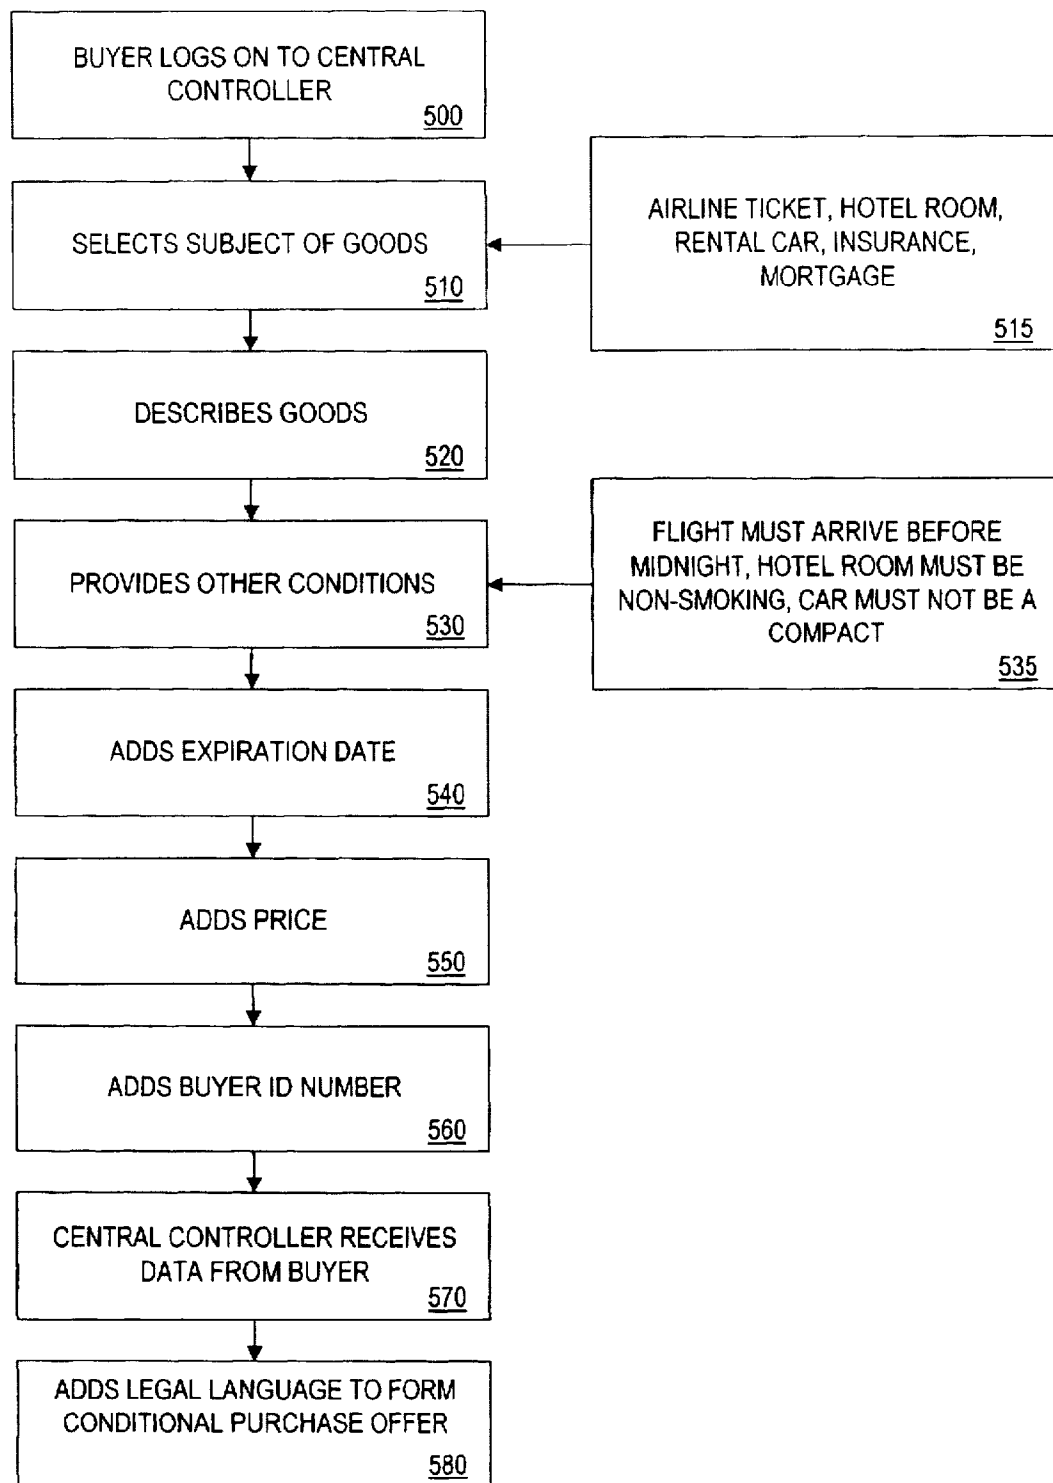 BUYER LOGS ON TO CENTRAL
CONTROLLER
500
SELECTS SUBJECT OF GOODS
510
AIRLINE TICKET, HOTEL ROOM,
RENTAL CAR, INSURANCE,
MORTGAGE
515
DESCRIBES GOODS
520
PROVIDES OTHER CONDITIONS
530
FLIGHT MUST ARRIVE BEFORE
MIDNIGHT, HOTEL ROOM MUST BE
NON-SMOKING, CAR MUST NOT BE A
COMPACT
535
ADDS EXPIRATION DATE
540
ADDS PRICE
550
ADDS BUYER ID NUMBER
560
CENTRAL CONTROLLER RECEIVES
DATA FROM BUYER
570
ADDS LEGAL LANGUAGE TO FORM
CONDITIONAL PURCHASE OFFER
580